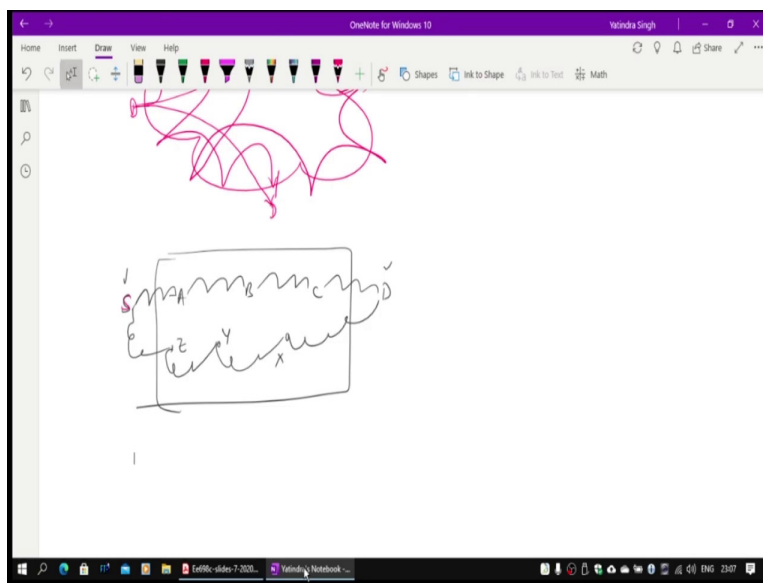 OneNote for Windows 10
Yatindra Singh
Home Insert Draw View Help
Share
Shapes Ink to Shape Ink to Text Math
S A B C D
Z Y X
Ee698c-slides-7-2020... Yatindra's Notebook -...
ENG 23:07